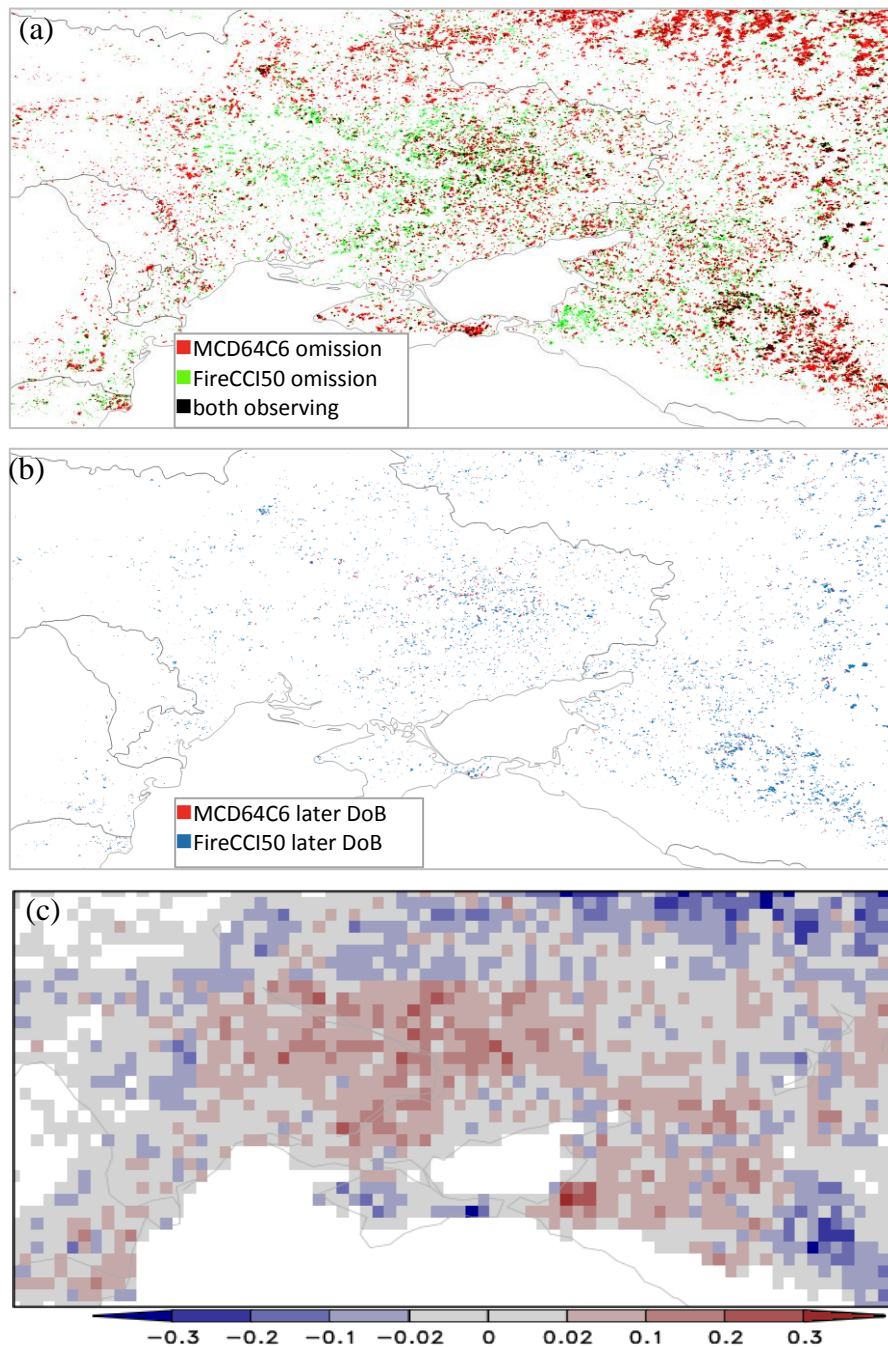 (a)
MCD64C6 omission
FireCCI50 omission
both observing
(b)
MCD64C6 later DoB
FireCCI50 later DoB
(c)
−0.3 −0.2 −0.1 −0.02 0 0.02 0.1 0.2 0.3